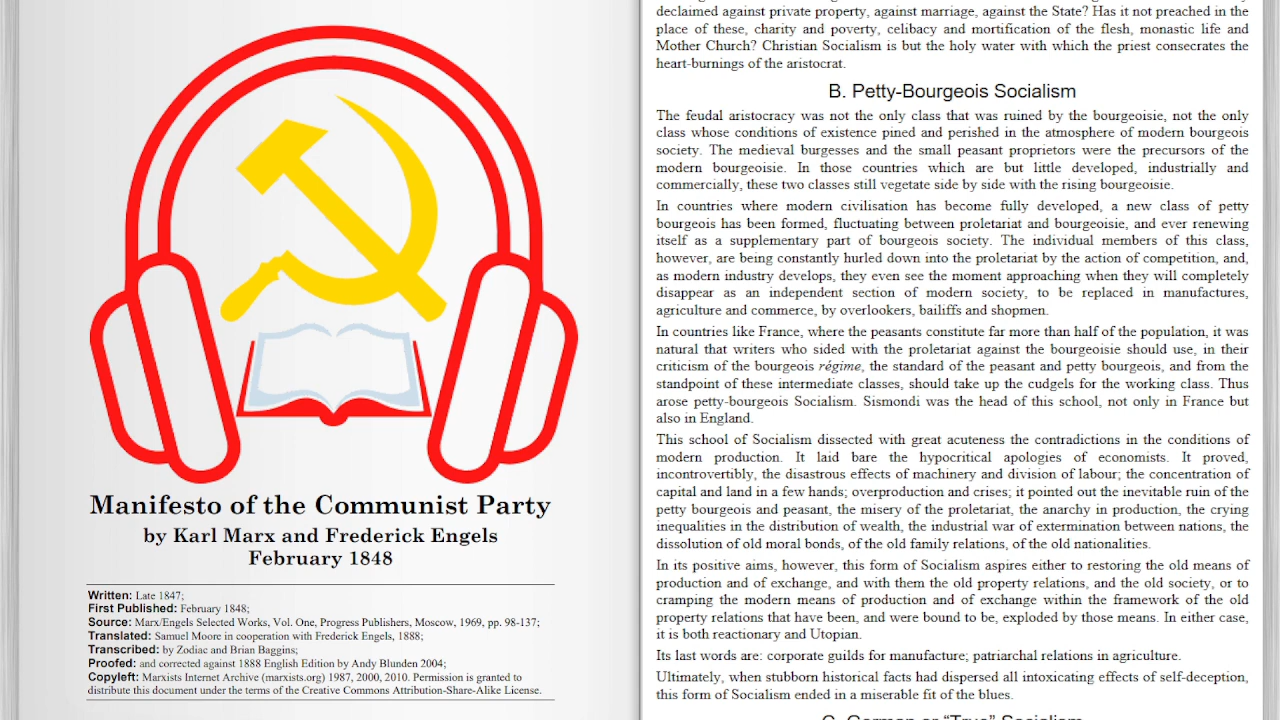 Manifesto of the Communist Party
by Karl Marx and Frederick Engels
February 1848
Written: Late 1847;
First Published: February 1848;
Source: Marx/Engels Selected Works, Vol. One, Progress Publishers, Moscow, 1969, pp. 98-137;
Translated: Samuel Moore in cooperation with Frederick Engels, 1888;
Transcribed: by Zodiac and Brian Baggins;
Proofed: and corrected against 1888 English Edition by Andy Blunden 2004;
Copyleft: Marxists Internet Archive (marxists.org) 1987, 2000, 2010. Permission is granted to
distribute this document under the terms of the Creative Commons Attribution-Share-Alike License.
declaimed against private property, against marriage, against the State? Has it not preached in the
place of these, charity and poverty, celibacy and mortification of the flesh, monastic life and
Mother Church? Christian Socialism is but the holy water with which the priest consecrates the
heart-burnings of the aristocrat.
B. Petty-Bourgeois Socialism
The feudal aristocracy was not the only class that was ruined by the bourgeoisie, not the only
class whose conditions of existence pined and perished in the atmosphere of modern bourgeois
society. The medieval burgesses and the small peasant proprietors were the precursors of the
modern bourgeoisie. In those countries which are but little developed, industrially and
commercially, these two classes still vegetate side by side with the rising bourgeoisie.
In countries where modern civilisation has become fully developed, a new class of petty
bourgeois has been formed, fluctuating between proletariat and bourgeoisie, and ever renewing
itself as a supplementary part of bourgeois society. The individual members of this class,
however, are being constantly hurled down into the proletariat by the action of competition, and,
as modern industry develops, they even see the moment approaching when they will completely
disappear as an independent section of modern society, to be replaced in manufactures,
agriculture and commerce, by overlookers, bailiffs and shopmen.
In countries like France, where the peasants constitute far more than half of the population, it was
natural that writers who sided with the proletariat against the bourgeoisie should use, in their
criticism of the bourgeois régime, the standard of the peasant and petty bourgeois, and from the
standpoint of these intermediate classes, should take up the cudgels for the working class. Thus
arose petty-bourgeois Socialism. Sismondi was the head of this school, not only in France but
also in England.
This school of Socialism dissected with great acuteness the contradictions in the conditions of
modern production. It laid bare the hypocritical apologies of economists. It proved,
incontrovertibly, the disastrous effects of machinery and division of labour; the concentration of
capital and land in a few hands; overproduction and crises; it pointed out the inevitable ruin of the
petty bourgeois and peasant, the misery of the proletariat, the anarchy in production, the crying
inequalities in the distribution of wealth, the industrial war of extermination between nations, the
dissolution of old moral bonds, of the old family relations, of the old nationalities.
In its positive aims, however, this form of Socialism aspires either to restoring the old means of
production and of exchange, and with them the old property relations, and the old society, or to
cramping the modern means of production and of exchange within the framework of the old
property relations that have been, and were bound to be, exploded by those means. In either case,
it is both reactionary and Utopian.
Its last words are: corporate guilds for manufacture; patriarchal relations in agriculture.
Ultimately, when stubborn historical facts had dispersed all intoxicating effects of self-deception,
this form of Socialism ended in a miserable fit of the blues.
C. German or “True” Socialism